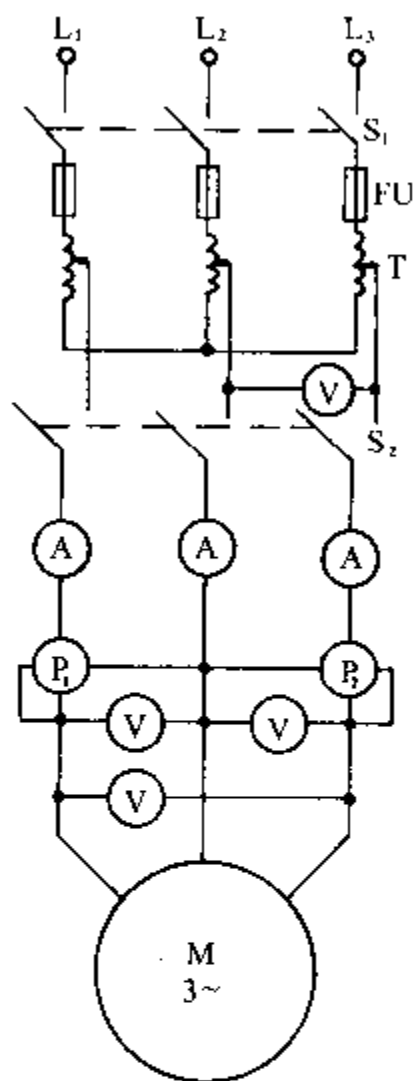 L₁ L₂ L₃
S₁
FU
T
V
S₂
A A A
P₁ P₂
V V
V
M
3~